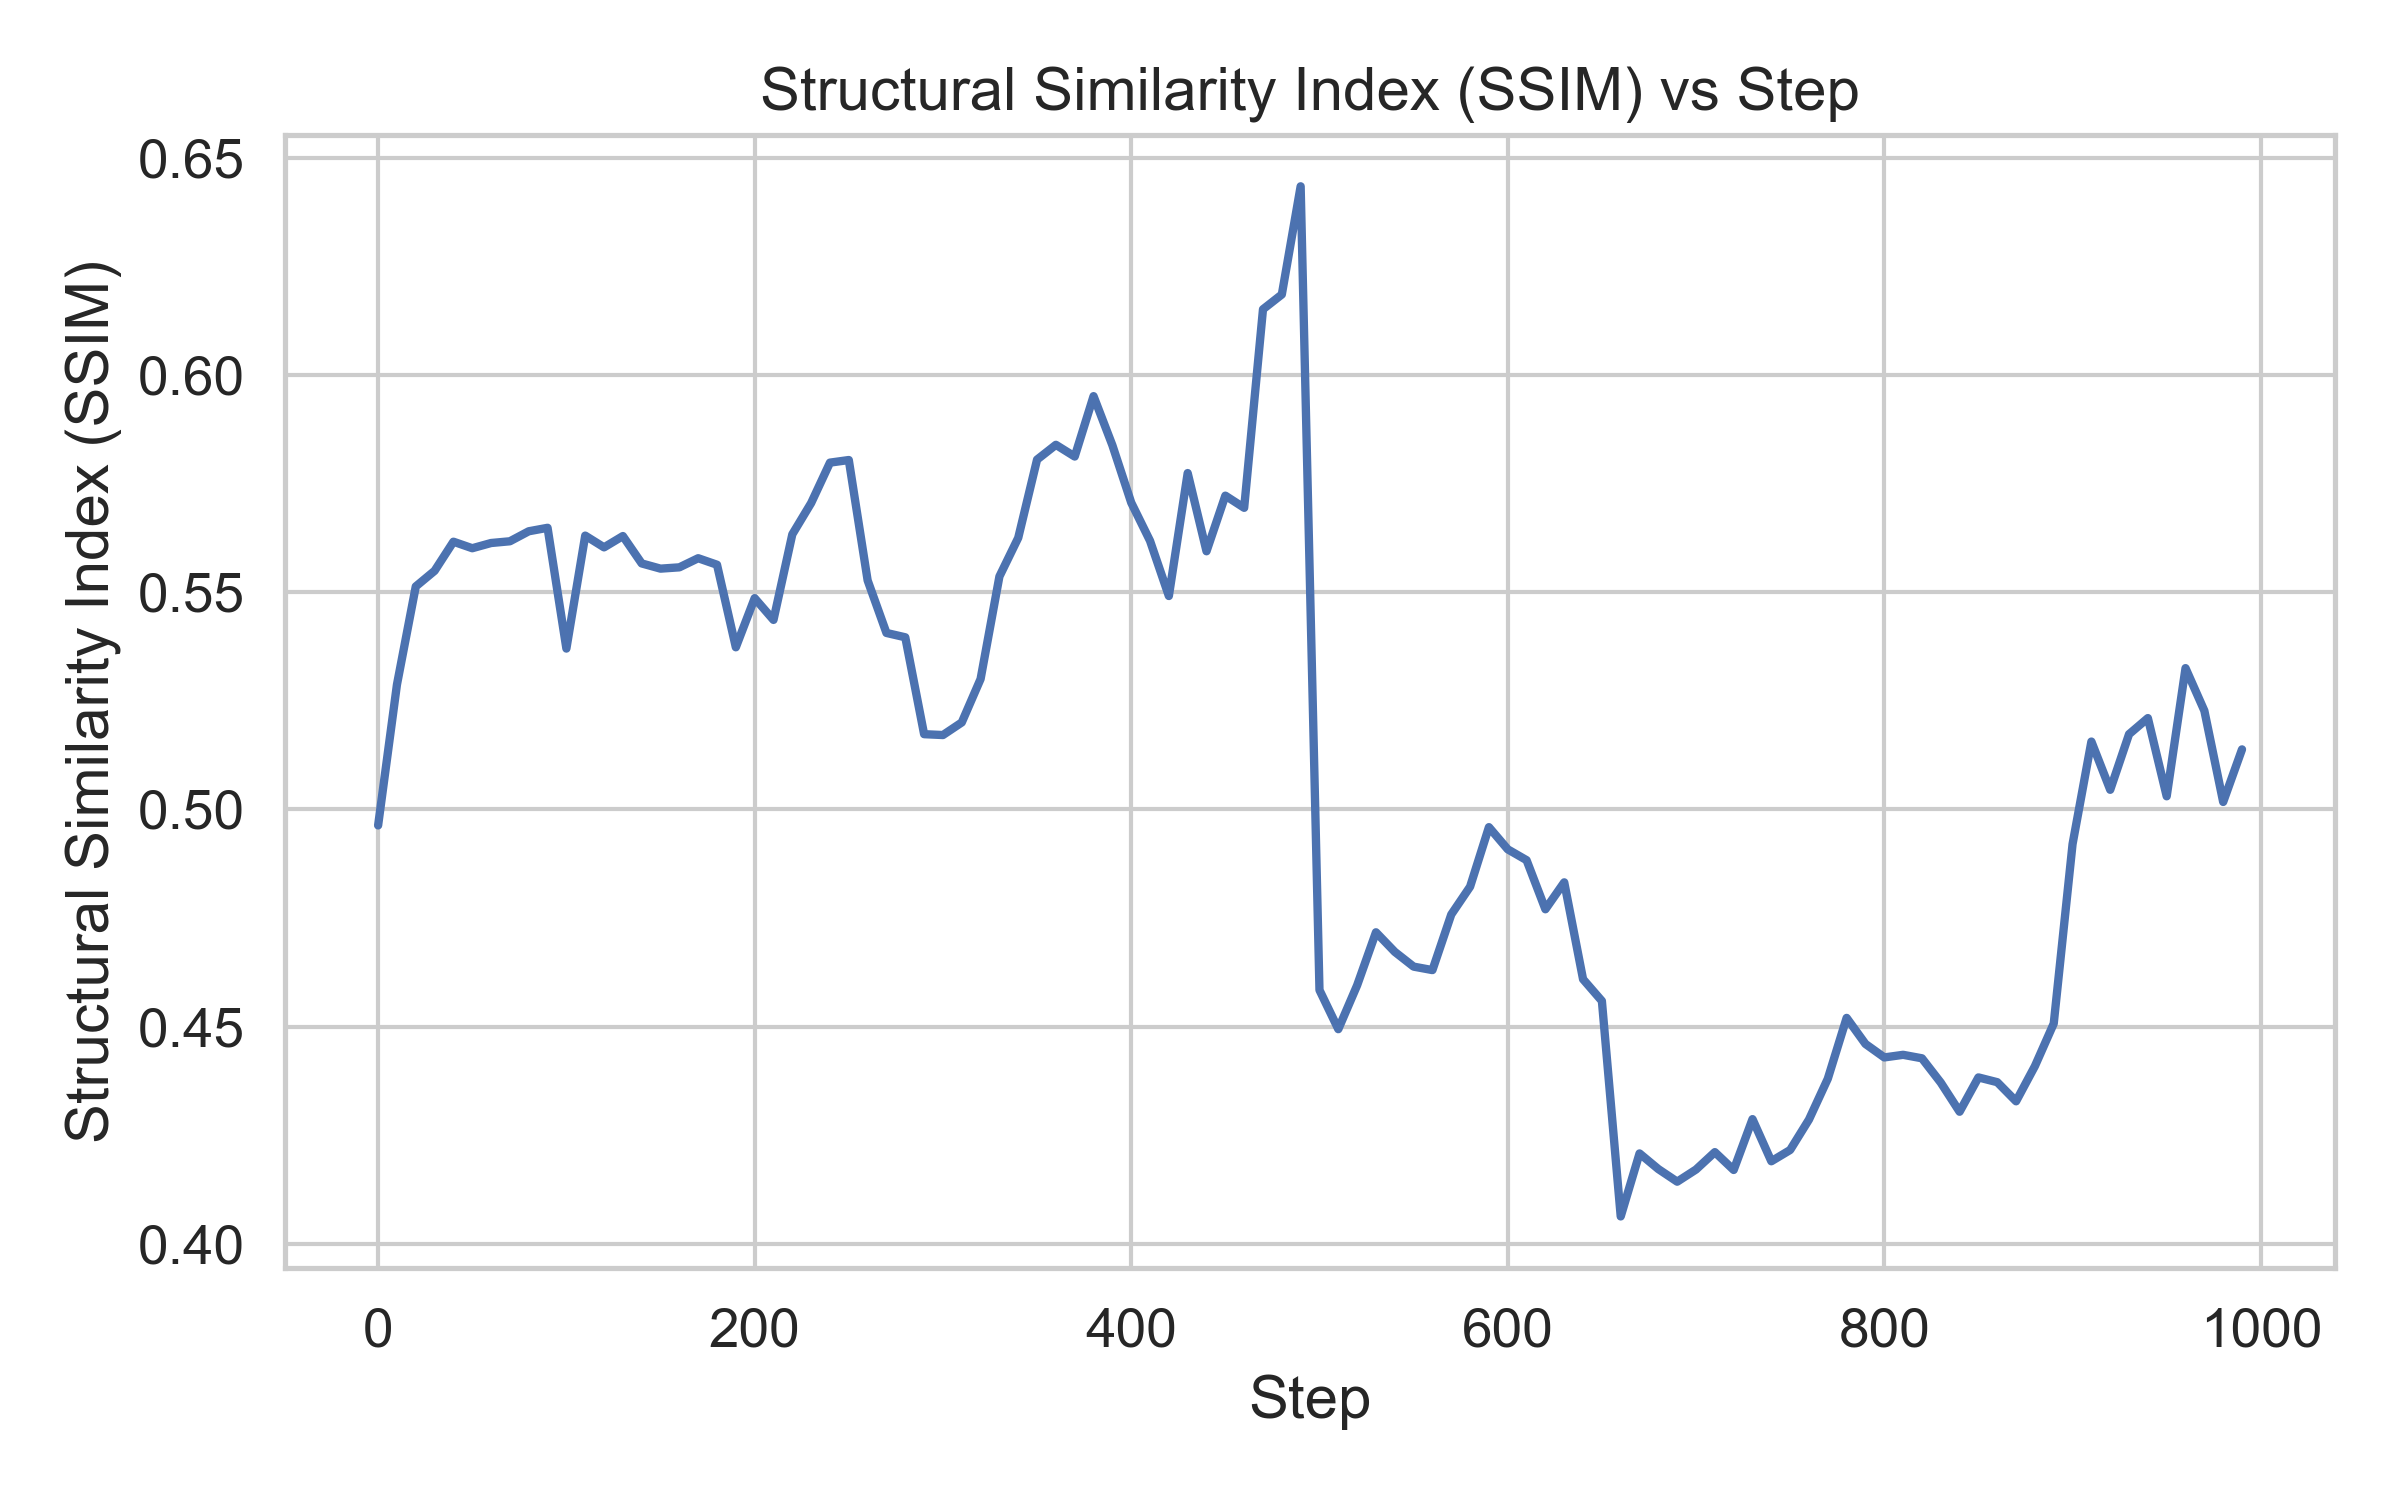 Structural Similarity Index (SSIM) vs Step
Structural Similarity Index (SSIM)
0.65
0.60
0.55
0.50
0.45
0.40
0 200 400 600 800 1000
Step